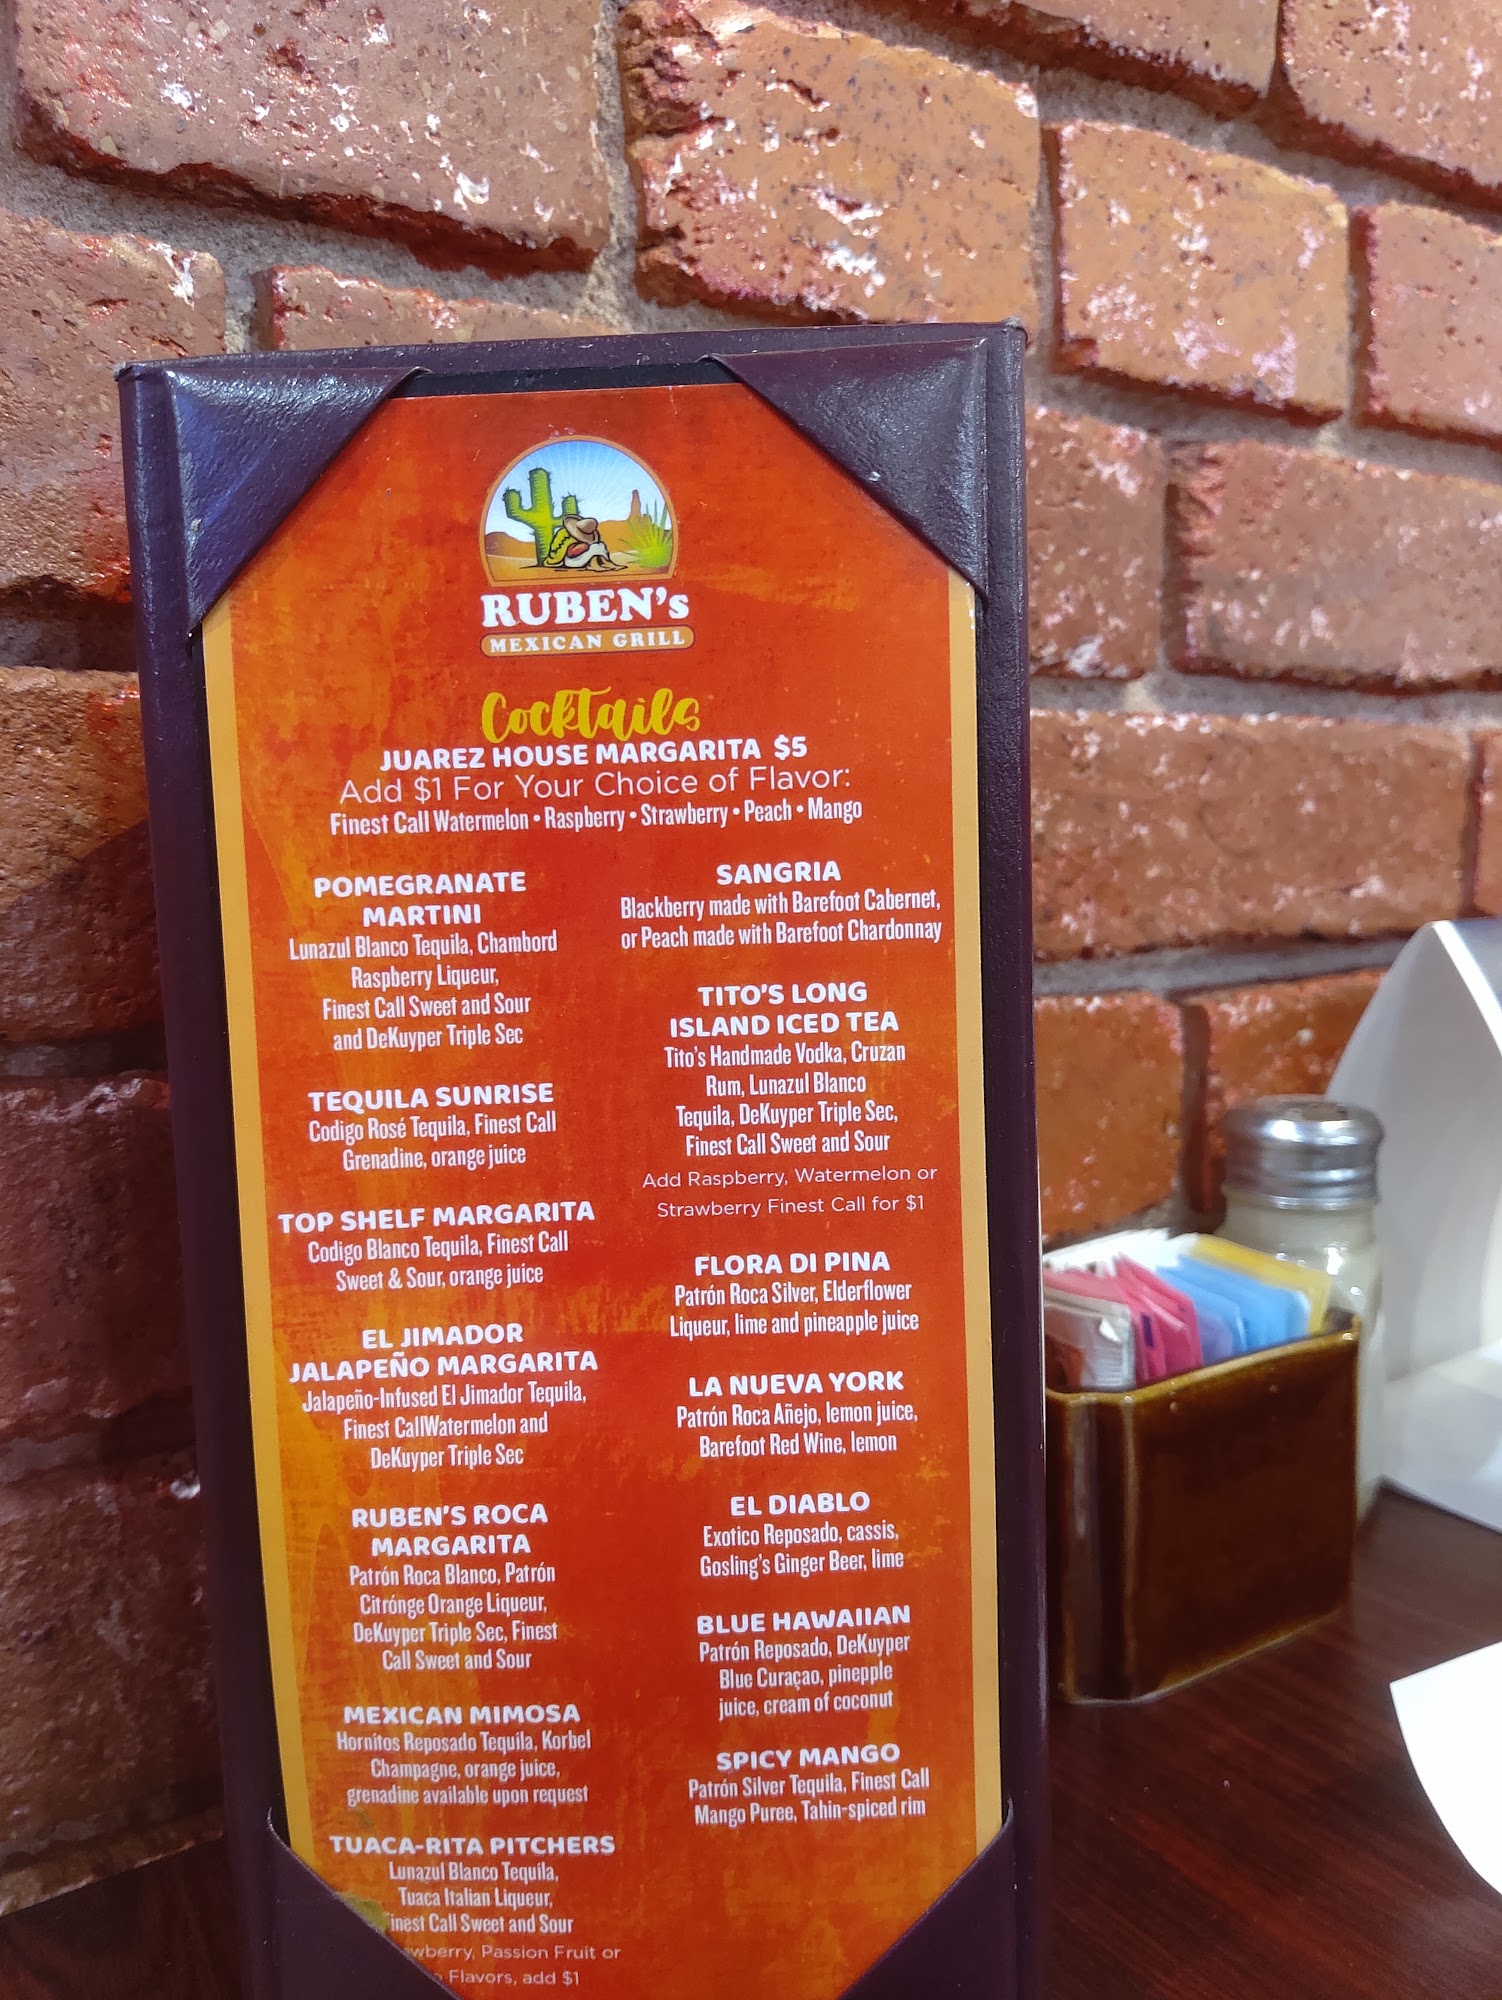 RUBEN's
MEXICAN GRILL
Cocktails
JUAREZ HOUSE MARGARITA $5
Add $1 For Your Choice of Flavor:
Finest Call Watermelon • Raspberry • Strawberry • Peach • Mango
POMEGRANATE
MARTINI
Lunazul Blanco Tequila, Chambord
Raspberry Liqueur,
Finest Call Sweet and Sour
and DeKuyper Triple Sec
TEQUILA SUNRISE
Codigo Rosé Tequila, Finest Call
Grenadine, orange juice
TOP SHELF MARGARITA
Codigo Blanco Tequila, Finest Call
Sweet & Sour, orange juice
EL JIMADOR
JALAPEÑO MARGARITA
Jalapeño-Infused El Jimador Tequila,
Finest CallWatermelon and
DeKuyper Triple Sec
RUBEN'S ROCA
MARGARITA
Patrón Roca Blanco, Patrón
Citrónge Orange Liqueur,
DeKuyper Triple Sec, Finest
Call Sweet and Sour
MEXICAN MIMOSA
Hornitos Reposado Tequila, Korbel
Champagne, orange juice,
grenadine available upon request
TUACA-RITA PITCHERS
Lunazul Blanco Tequila,
Tuaca Italian Liqueur,
inest Call Sweet and Sour
wberry, Passion Fruit or
Flavors, add $1
SANGRIA
Blackberry made with Barefoot Cabernet,
or Peach made with Barefoot Chardonnay
TITO'S LONG
ISLAND ICED TEA
Tito's Handmade Vodka, Cruzan
Rum, Lunazul Blanco
Tequila, DeKuyper Triple Sec,
Finest Call Sweet and Sour
Add Raspberry, Watermelon or
Strawberry Finest Call for $1
FLORA DI PINA
Patrón Roca Silver, Elderflower
Liqueur, lime and pineapple juice
LA NUEVA YORK
Patrón Roca Añejo, lemon juice,
Barefoot Red Wine, lemon
EL DIABLO
Exotico Reposado, cassis,
Gosling's Ginger Beer, lime
BLUE HAWAIIAN
Patrón Reposado, DeKuyper
Blue Curaçao, pinepple
juice, cream of coconut
SPICY MANGO
Patrón Silver Tequila, Finest Call
Mango Puree, Tahin-spiced rim